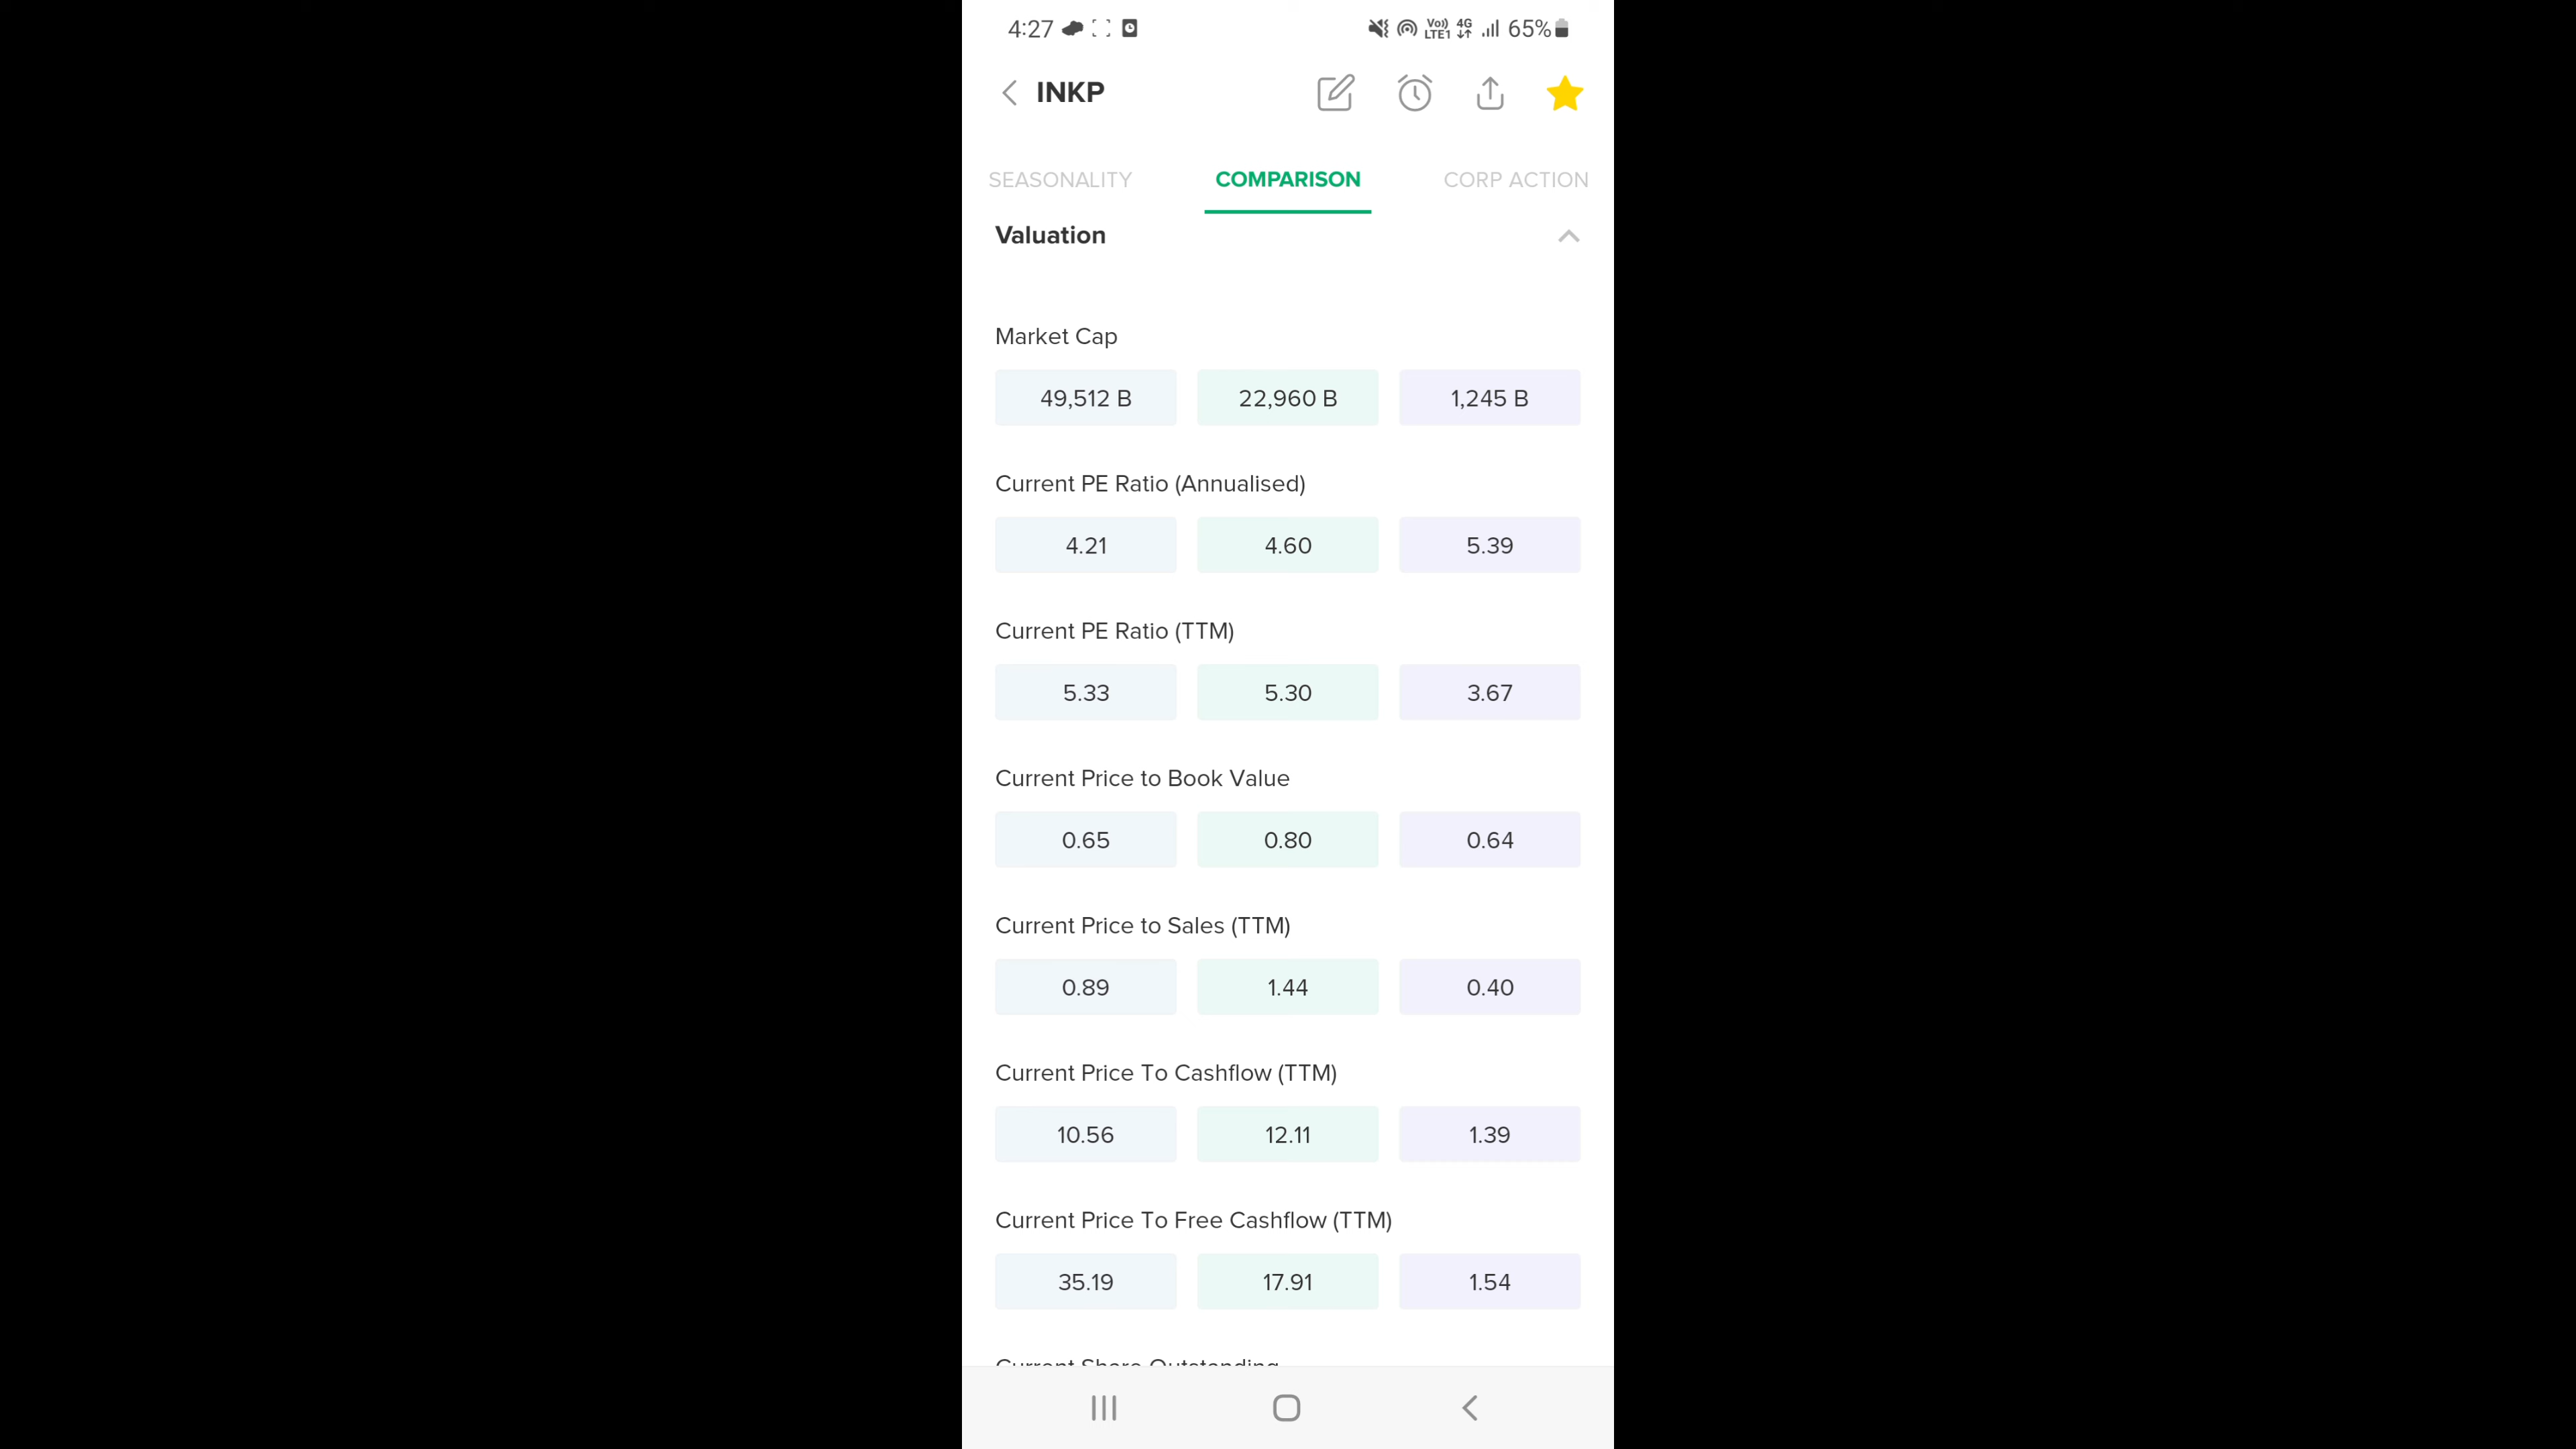 4:27 Vo)) LTE1 4G 65%
INKP
SEASONALITY COMPARISON CORP ACTION
Valuation
Market Cap
49,512 B 22,960 B 1,245 B
Current PE Ratio (Annualised)
4.21 4.60 5.39
Current PE Ratio (TTM)
5.33 5.30 3.67
Current Price to Book Value
0.65 0.80 0.64
Current Price to Sales (TTM)
0.89 1.44 0.40
Current Price To Cashflow (TTM)
10.56 12.11 1.39
Current Price To Free Cashflow (TTM)
35.19 17.91 1.54
Current Share Outstanding